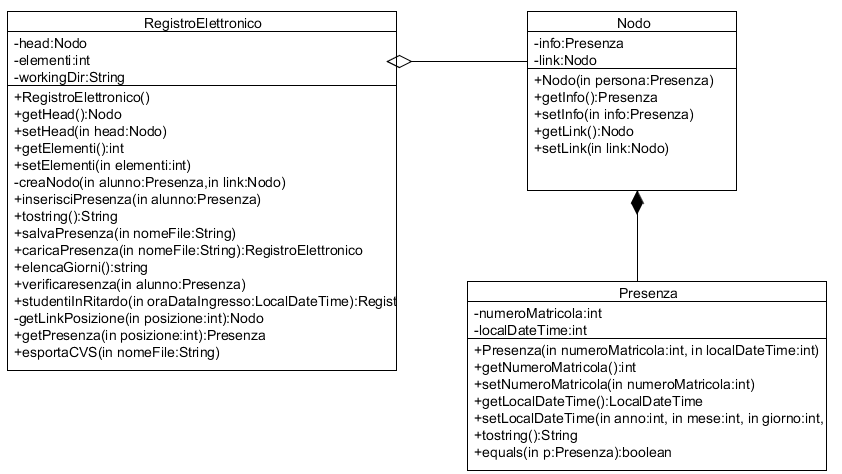 RegistroElettronico
-head:Nodo
-elementi:int
-workingDir:String
+RegistroElettronico()
+getHead():Nodo
+setHead(in head:Nodo)
+getElementi():int
+setElementi(in elementi:int)
-creaNodo(in alunno:Presenza,in link:Nodo)
+inserisciPresenza(in alunno:Presenza)
+tostring():String
+salvaPresenza(in nomeFile:String)
+caricaPresenza(in nomeFile:String):RegistroElettronico
+elencaGiorni():string
+verificaresenza(in alunno:Presenza)
+studentiInRitardo(in oraDataIngresso:LocalDateTime):Regist
-getLinkPosizione(in posizione:int):Nodo
+getPresenza(in posizione:int):Presenza
+esportaCVS(in nomeFile:String)
Nodo
-info:Presenza
-link:Nodo
+Nodo(in persona:Presenza)
+getInfo():Presenza
+setInfo(in info:Presenza)
+getLink():Nodo
+setLink(in link:Nodo)
Presenza
-numeroMatricola:int
-localDateTime:int
+Presenza(in numeroMatricola:int, in localDateTime:int)
+getNumeroMatricola():int
+setNumeroMatricola(in numeroMatricola:int)
+getLocalDateTime():LocalDateTime
+setLocalDateTime(in anno:int, in mese:int, in giorno:int,
+tostring():String
+equals(in p:Presenza):boolean